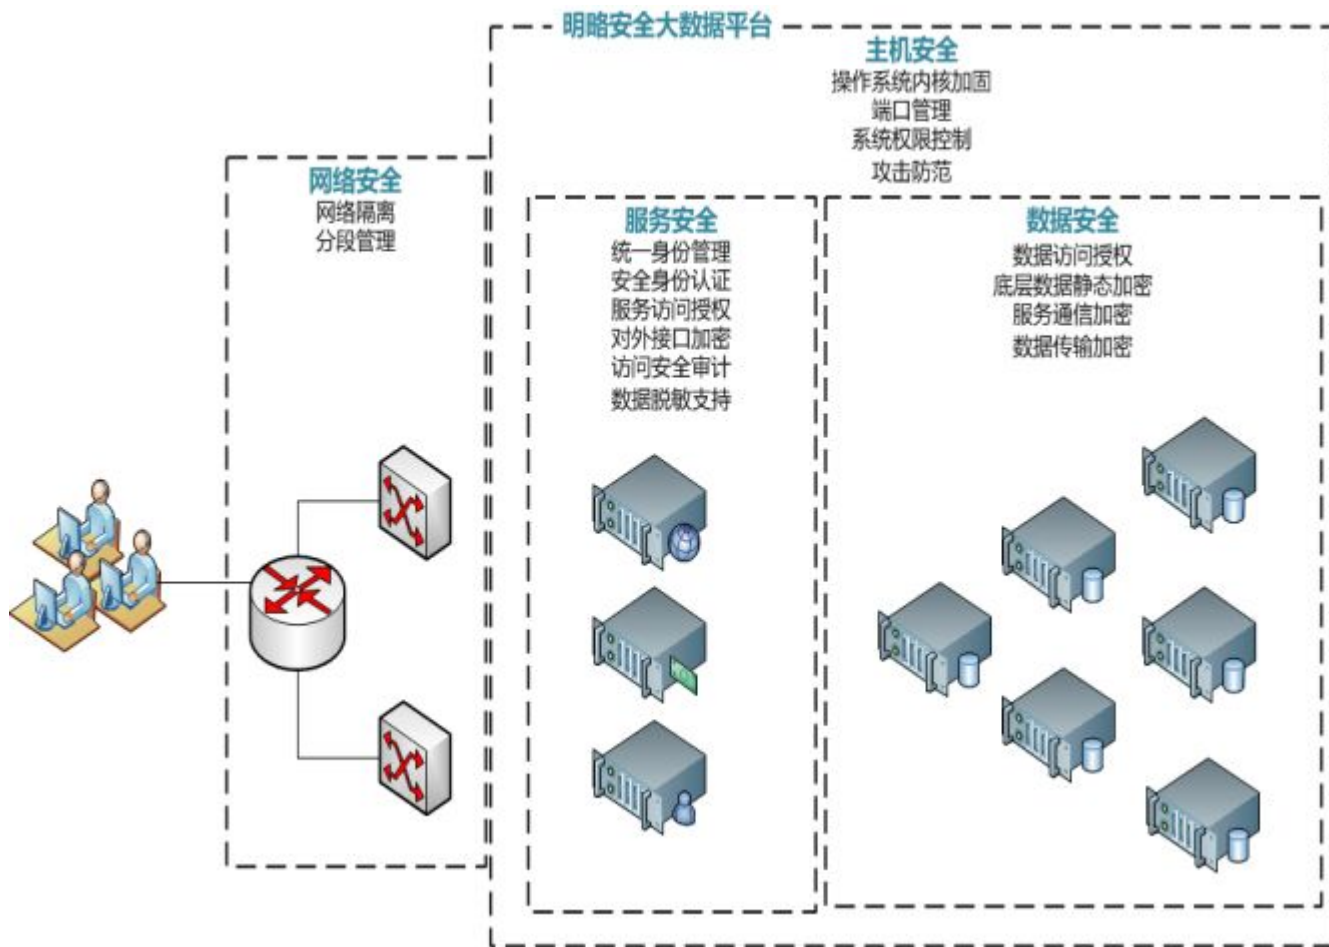 明略安全大数据平台
主机安全
操作系统内核加固
端口管理
系统权限控制
攻击防范
网络安全
网络隔离
分段管理
服务安全
统一身份管理
安全身份认证
服务访问授权
对外接口加密
访问安全审计
数据脱敏支持
数据安全
数据访问授权
底层数据静态加密
服务通信加密
数据传输加密